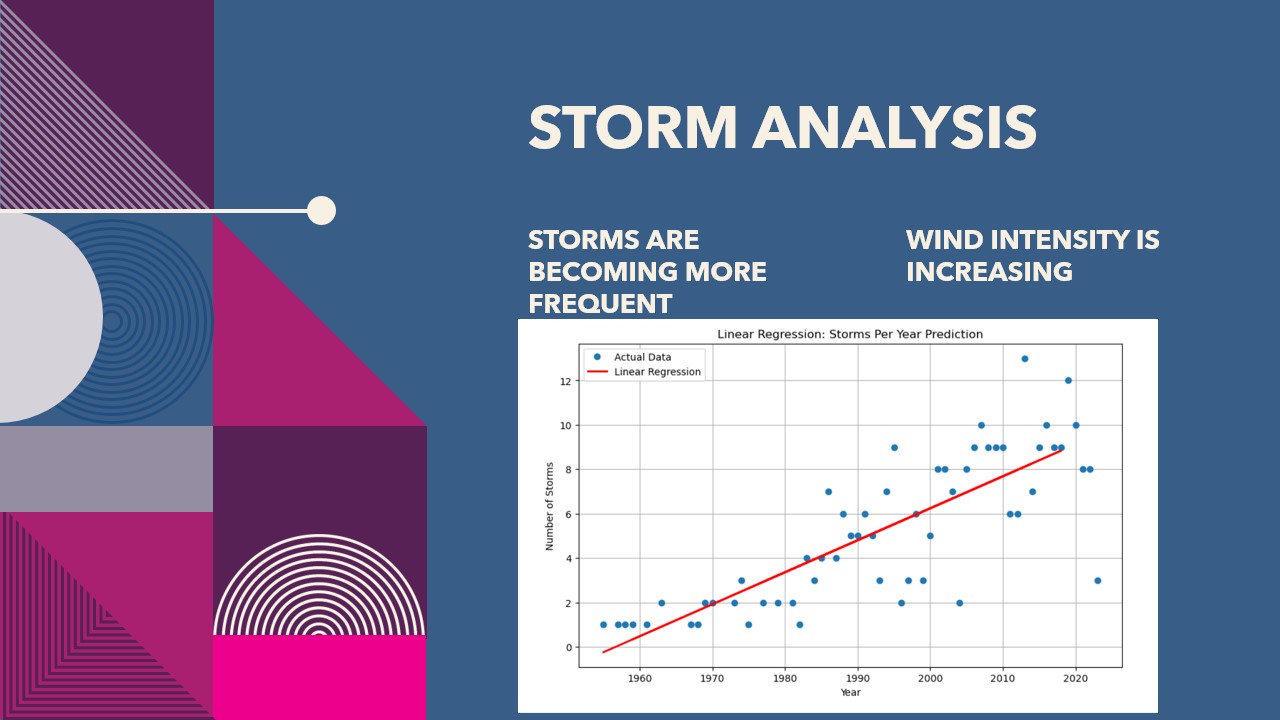 STORM ANALYSIS
STORMS ARE
BECOMING MORE
FREQUENT
WIND INTENSITY IS
INCREASING
Linear Regression: Storms Per Year Prediction
Actual Data
Linear Regression
Number of Storms
12
10
8
6
4
2
0
1960 1970 1980 1990 2000 2010 2020
Year